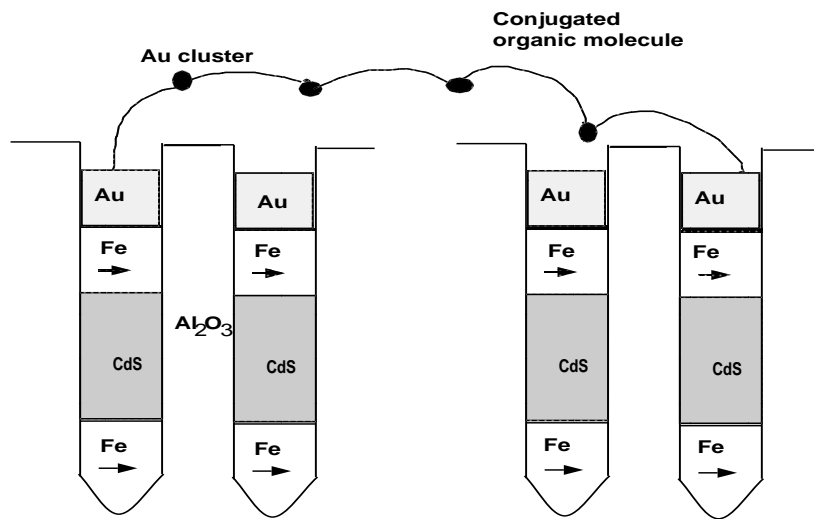 Conjugated
organic molecule
Au cluster
Au
Au
Au
Au
Fe
Fe
Fe
Fe
Al2O3
CdS
CdS
CdS
CdS
Fe
Fe
Fe
Fe